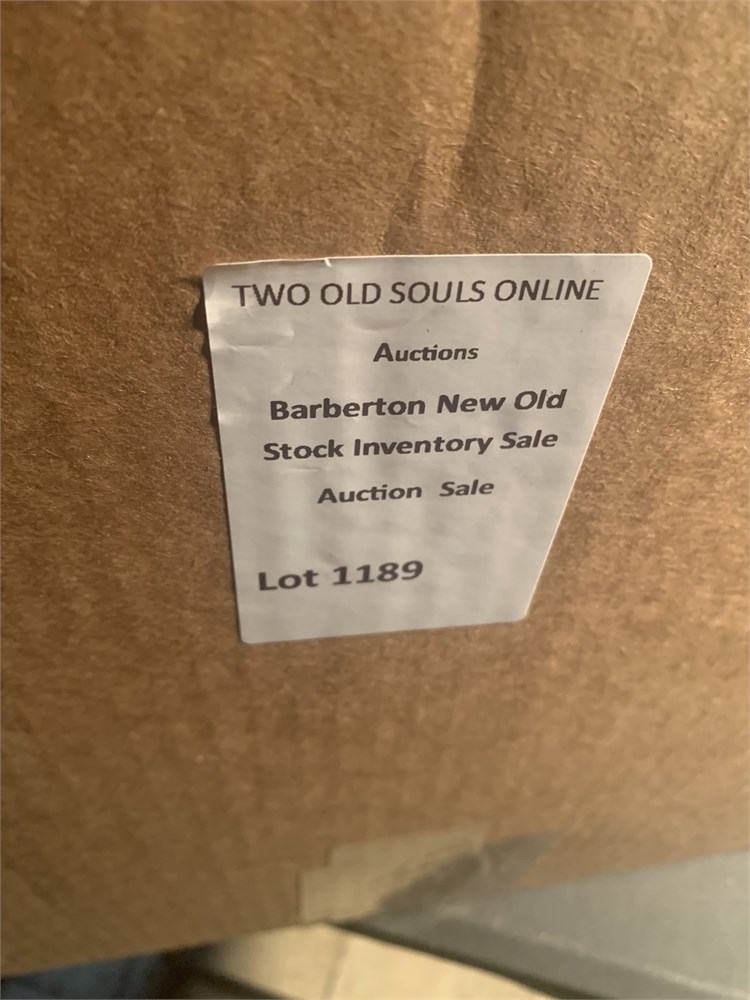 TWO OLD SOULS ONLINE
Auctions
Barberton New Old
Stock Inventory Sale
Auction Sale
Lot 1189